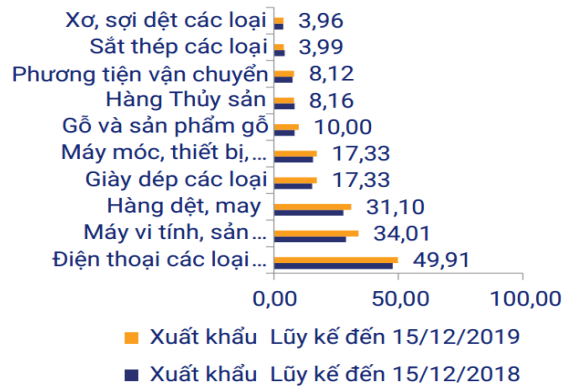 Xơ, sợi dệt các loại 3,96
Sắt thép các loại 3,99
Phương tiện vận chuyển 8,12
Hàng Thủy sản 8,16
Gỗ và sản phẩm gỗ 10,00
Máy móc, thiết bị,... 17,33
Giày dép các loại 17,33
Hàng dệt, may 31,10
Máy vi tính, sản ... 34,01
Điện thoại các loại ... 49,91
0,00 50,00 100,00
Xuất khẩu Lũy kế đến 15/12/2019
Xuất khẩu Lũy kế đến 15/12/2018